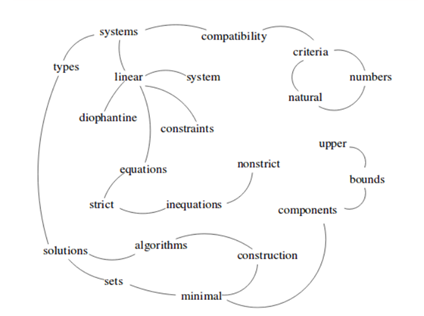 systems
compatibility
criteria
types
linear
system
numbers
natural
diophantine
constraints
upper
nonstrict
equations
bounds
strict
inequations
components
solutions
algorithms
construction
sets
minimal